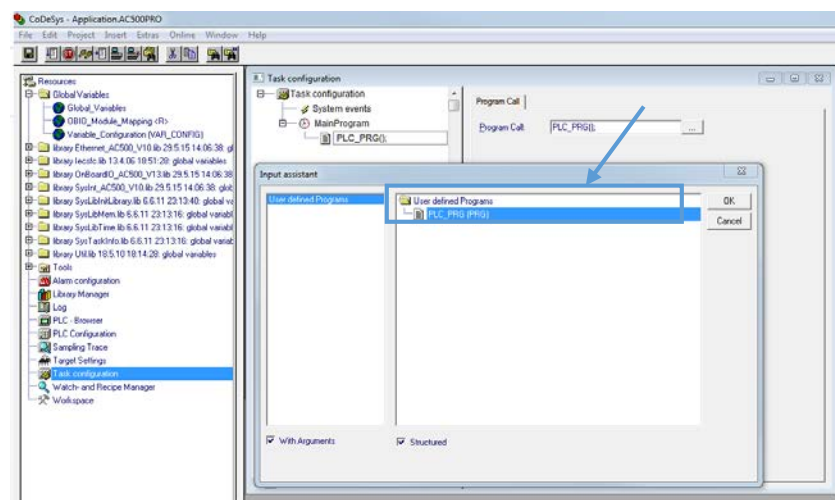 CoDeSys - Application.AC500PRO
File Edit Project Insert Extras Online Window Help
Resources
Global Variables
Global_Variables
OBIO_Module_Mapping <R>
Variable_Configuration (VAR_CONFIG)
library Ethernet_AC500_V10.lib 29.5.15 14:06:38: gl
library Iecsfc.lib 13.4.06 10:51:28: global variables
library OnBoardIO_AC500_V13.lib 29.5.15 14:06:38
library SysInt_AC500_V10.lib 29.5.15 14:06:38: glob
library SysLibInitLibrary.lib 6.6.11 23:13:40: global va
library SysLibMem.lib 6.6.11 23:13:16: global variabl
library SysLibTime.lib 6.6.11 23:13:16: global variabl
library SysTaskInfo.lib 6.6.11 23:13:16: global variab
library Util.lib 18.5.10 18:14:28: global variables
Tools
Alarm configuration
Library Manager
Log
PLC - Browser
PLC Configuration
Sampling Trace
Target Settings
Task configuration
Watch- and Recipe Manager
Workspace
Task configuration
Task configuration
System events
MainProgram
PLC_PRG();
Program Call
Program Call: PLC_PRG(); ...
Input assistant
User defined Programs
User defined Programs
PLC_PRG (PRG)
OK
Cancel
With Arguments
Structured